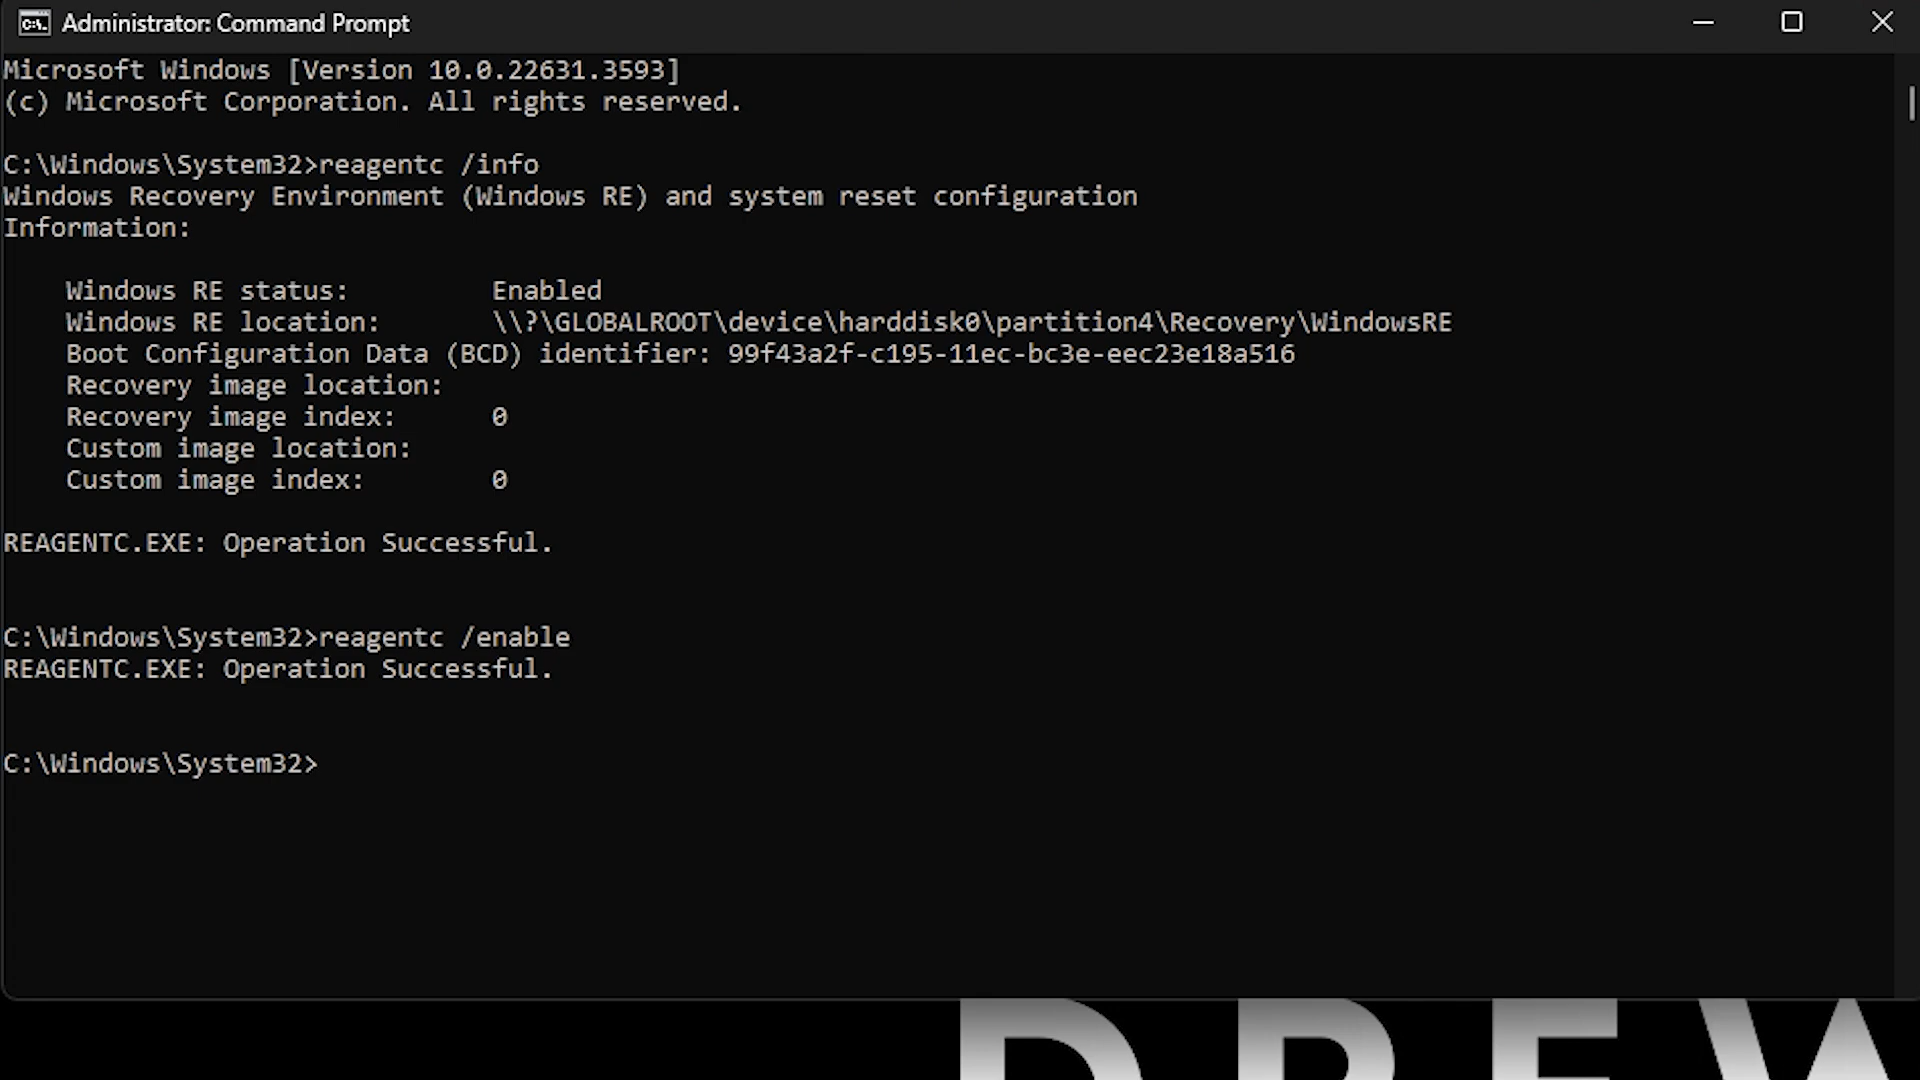 Administrator: Command Prompt
Microsoft Windows [Version 10.0.22631.3593]
(c) Microsoft Corporation. All rights reserved.
C:\Windows\System32>reagentc /info
Windows Recovery Environment (Windows RE) and system reset configuration
Information:
Windows RE status: Enabled
Windows RE location: \\?\GLOBALROOT\device\harddisk0\partition4\Recovery\WindowsRE
Boot Configuration Data (BCD) identifier: 99f43a2f-c195-11ec-bc3e-eec23e18a516
Recovery image location:
Recovery image index: 0
Custom image location:
Custom image index: 0
REAGENTC.EXE: Operation Successful.
C:\Windows\System32>reagentc /enable
REAGENTC.EXE: Operation Successful.
C:\Windows\System32>